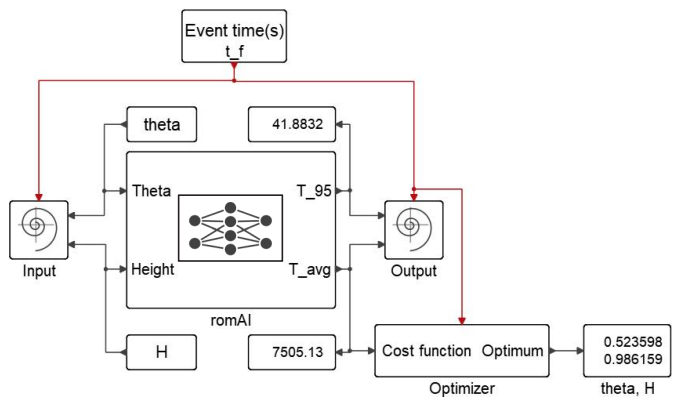 Event time(s)
t_f
theta
41.8832
Theta
T_95
Input
Output
Height
T_avg
romAI
H
7505.13
Cost function
Optimum
0.523598
0.986159
Optimizer
theta, H